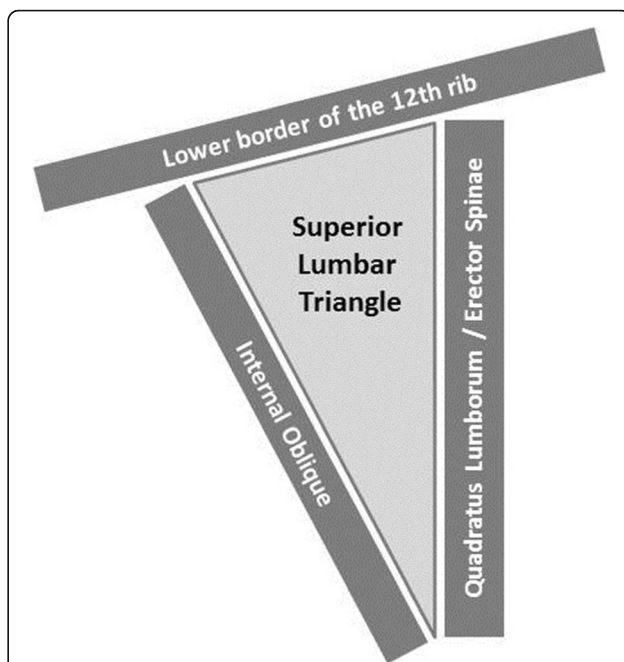 Lower border of the 12th rib
Superior
Lumbar
Triangle
Internal Oblique
Quadratus Lumborum / Erector Spinae